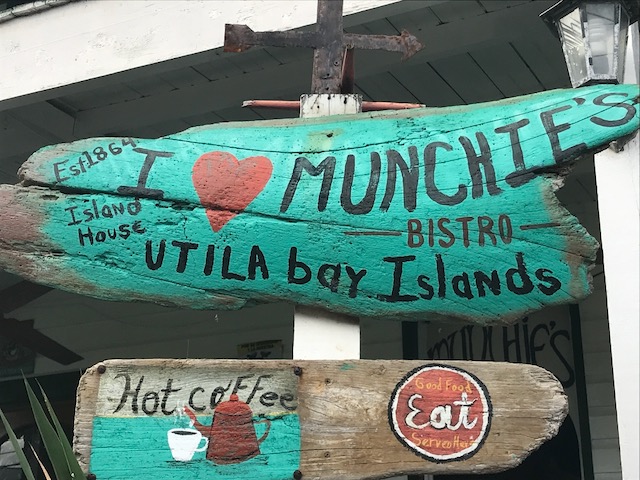 Est 1864
I ❤ MUNCHIE'S
Island
House
BISTRO
UTILA bay Islands
MUNCHIE'S
Hot coffee
Good Food
Eat
Served Here